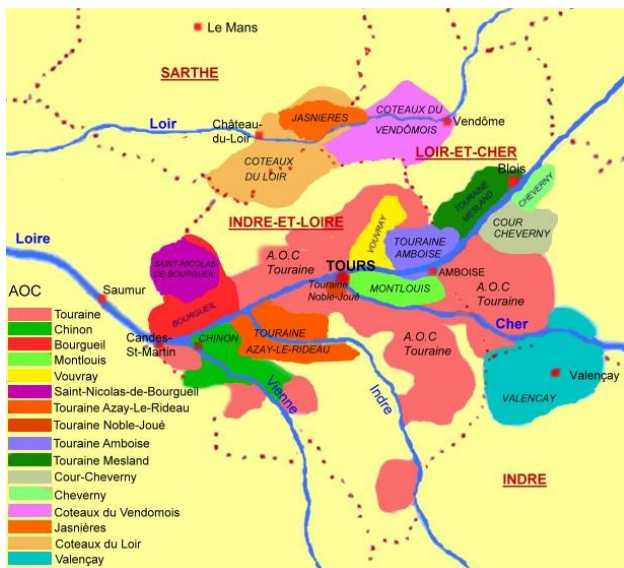 Le Mans
SARTHE
Loir
Château-
du-Loir
JASNIERES
COTEAUX DU
VENDÔMOIS
Vendôme
COTEAUX
DU LOIR
LOIR-ET-CHER
Blois
CHEVERNY
TOURAINE
MESLAND
COUR
CHEVERNY
INDRE-ET-LOIRE
VOUVRAY
TOURAINE
AMBOISE
Loire
SAINT-NICOLAS
DE BOURGUEIL
A.O.C
Touraine
TOURS
Touraine
Noble-Joué
AMBOISE
MONTLOUIS
A.O.C
Touraine
Saumur
BOURGUEIL
Candes-
St-Martin
CHINON
TOURAINE
AZAY-LE-RIDEAU
Cher
A.O.C
Touraine
Vienne
Indre
Valençay
VALENCAY
INDRE
AOC
Touraine
Chinon
Bourgueil
Montlouis
Vouvray
Saint-Nicolas-de-Bourgueil
Touraine Azay-Le-Rideau
Touraine Noble-Joué
Touraine Amboise
Touraine Mesland
Cour-Cheverny
Cheverny
Coteaux du Vendomois
Jasnières
Coteaux du Loir
Valençay